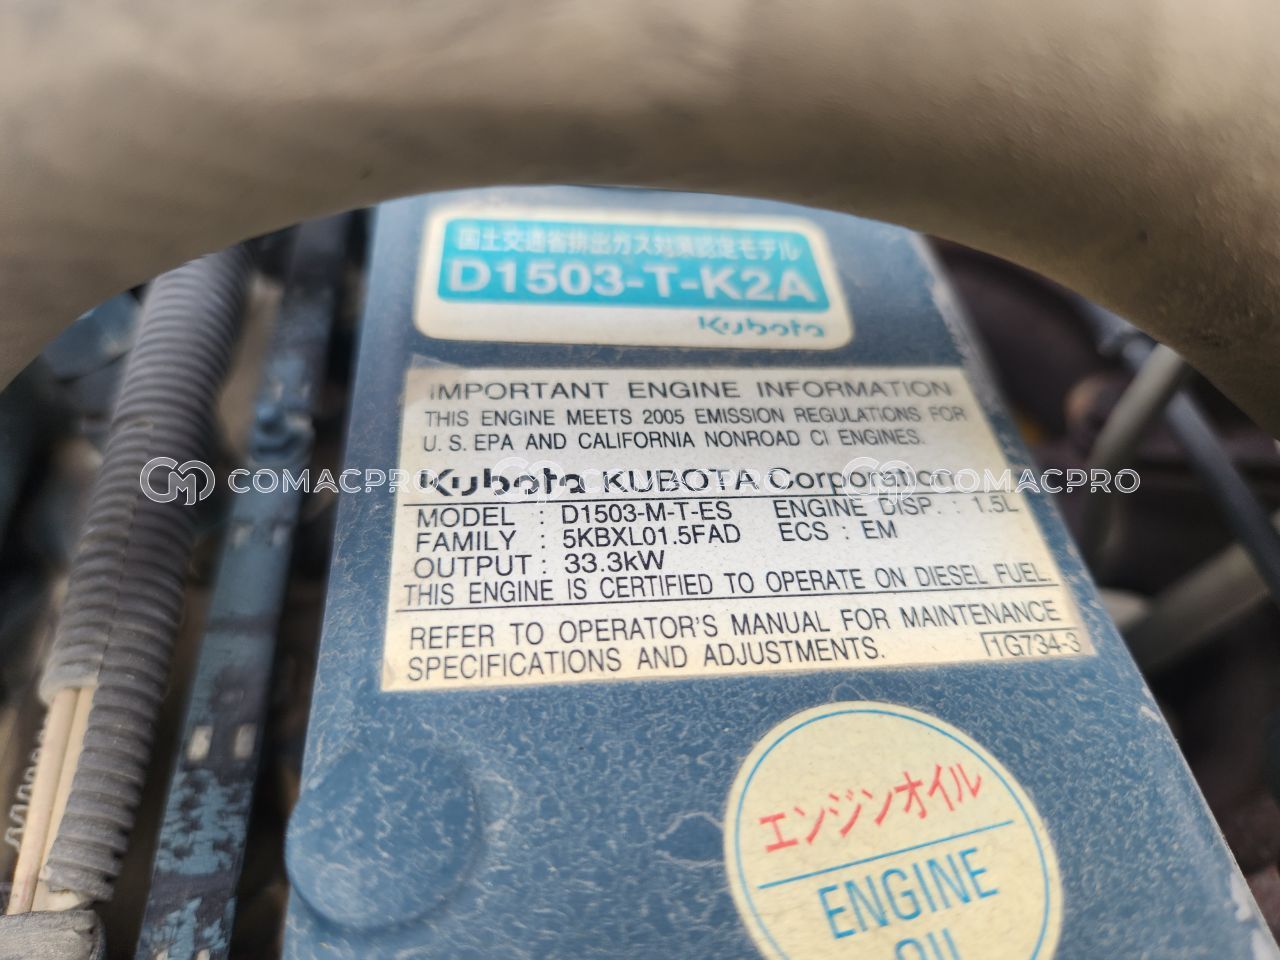 国土交通省排出ガス対策認定モデル
D1503-T-K2A
Kubota
IMPORTANT ENGINE INFORMATION
THIS ENGINE MEETS 2005 EMISSION REGULATIONS FOR
U.S. EPA AND CALIFORNIA NONROAD CI ENGINES.
Kubota KUBOTA Corporation
COMACPRO COMACPRO COMACPRO
MODEL : D1503-M-T-ES ENGINE DISP. : 1.5L
FAMILY : 5KBXL01.5FAD ECS : EM
OUTPUT : 33.3kW
THIS ENGINE IS CERTIFIED TO OPERATE ON DIESEL FUEL.
REFER TO OPERATOR'S MANUAL FOR MAINTENANCE
SPECIFICATIONS AND ADJUSTMENTS.
1G734-3
エンジンオイル
ENGINE
OIL